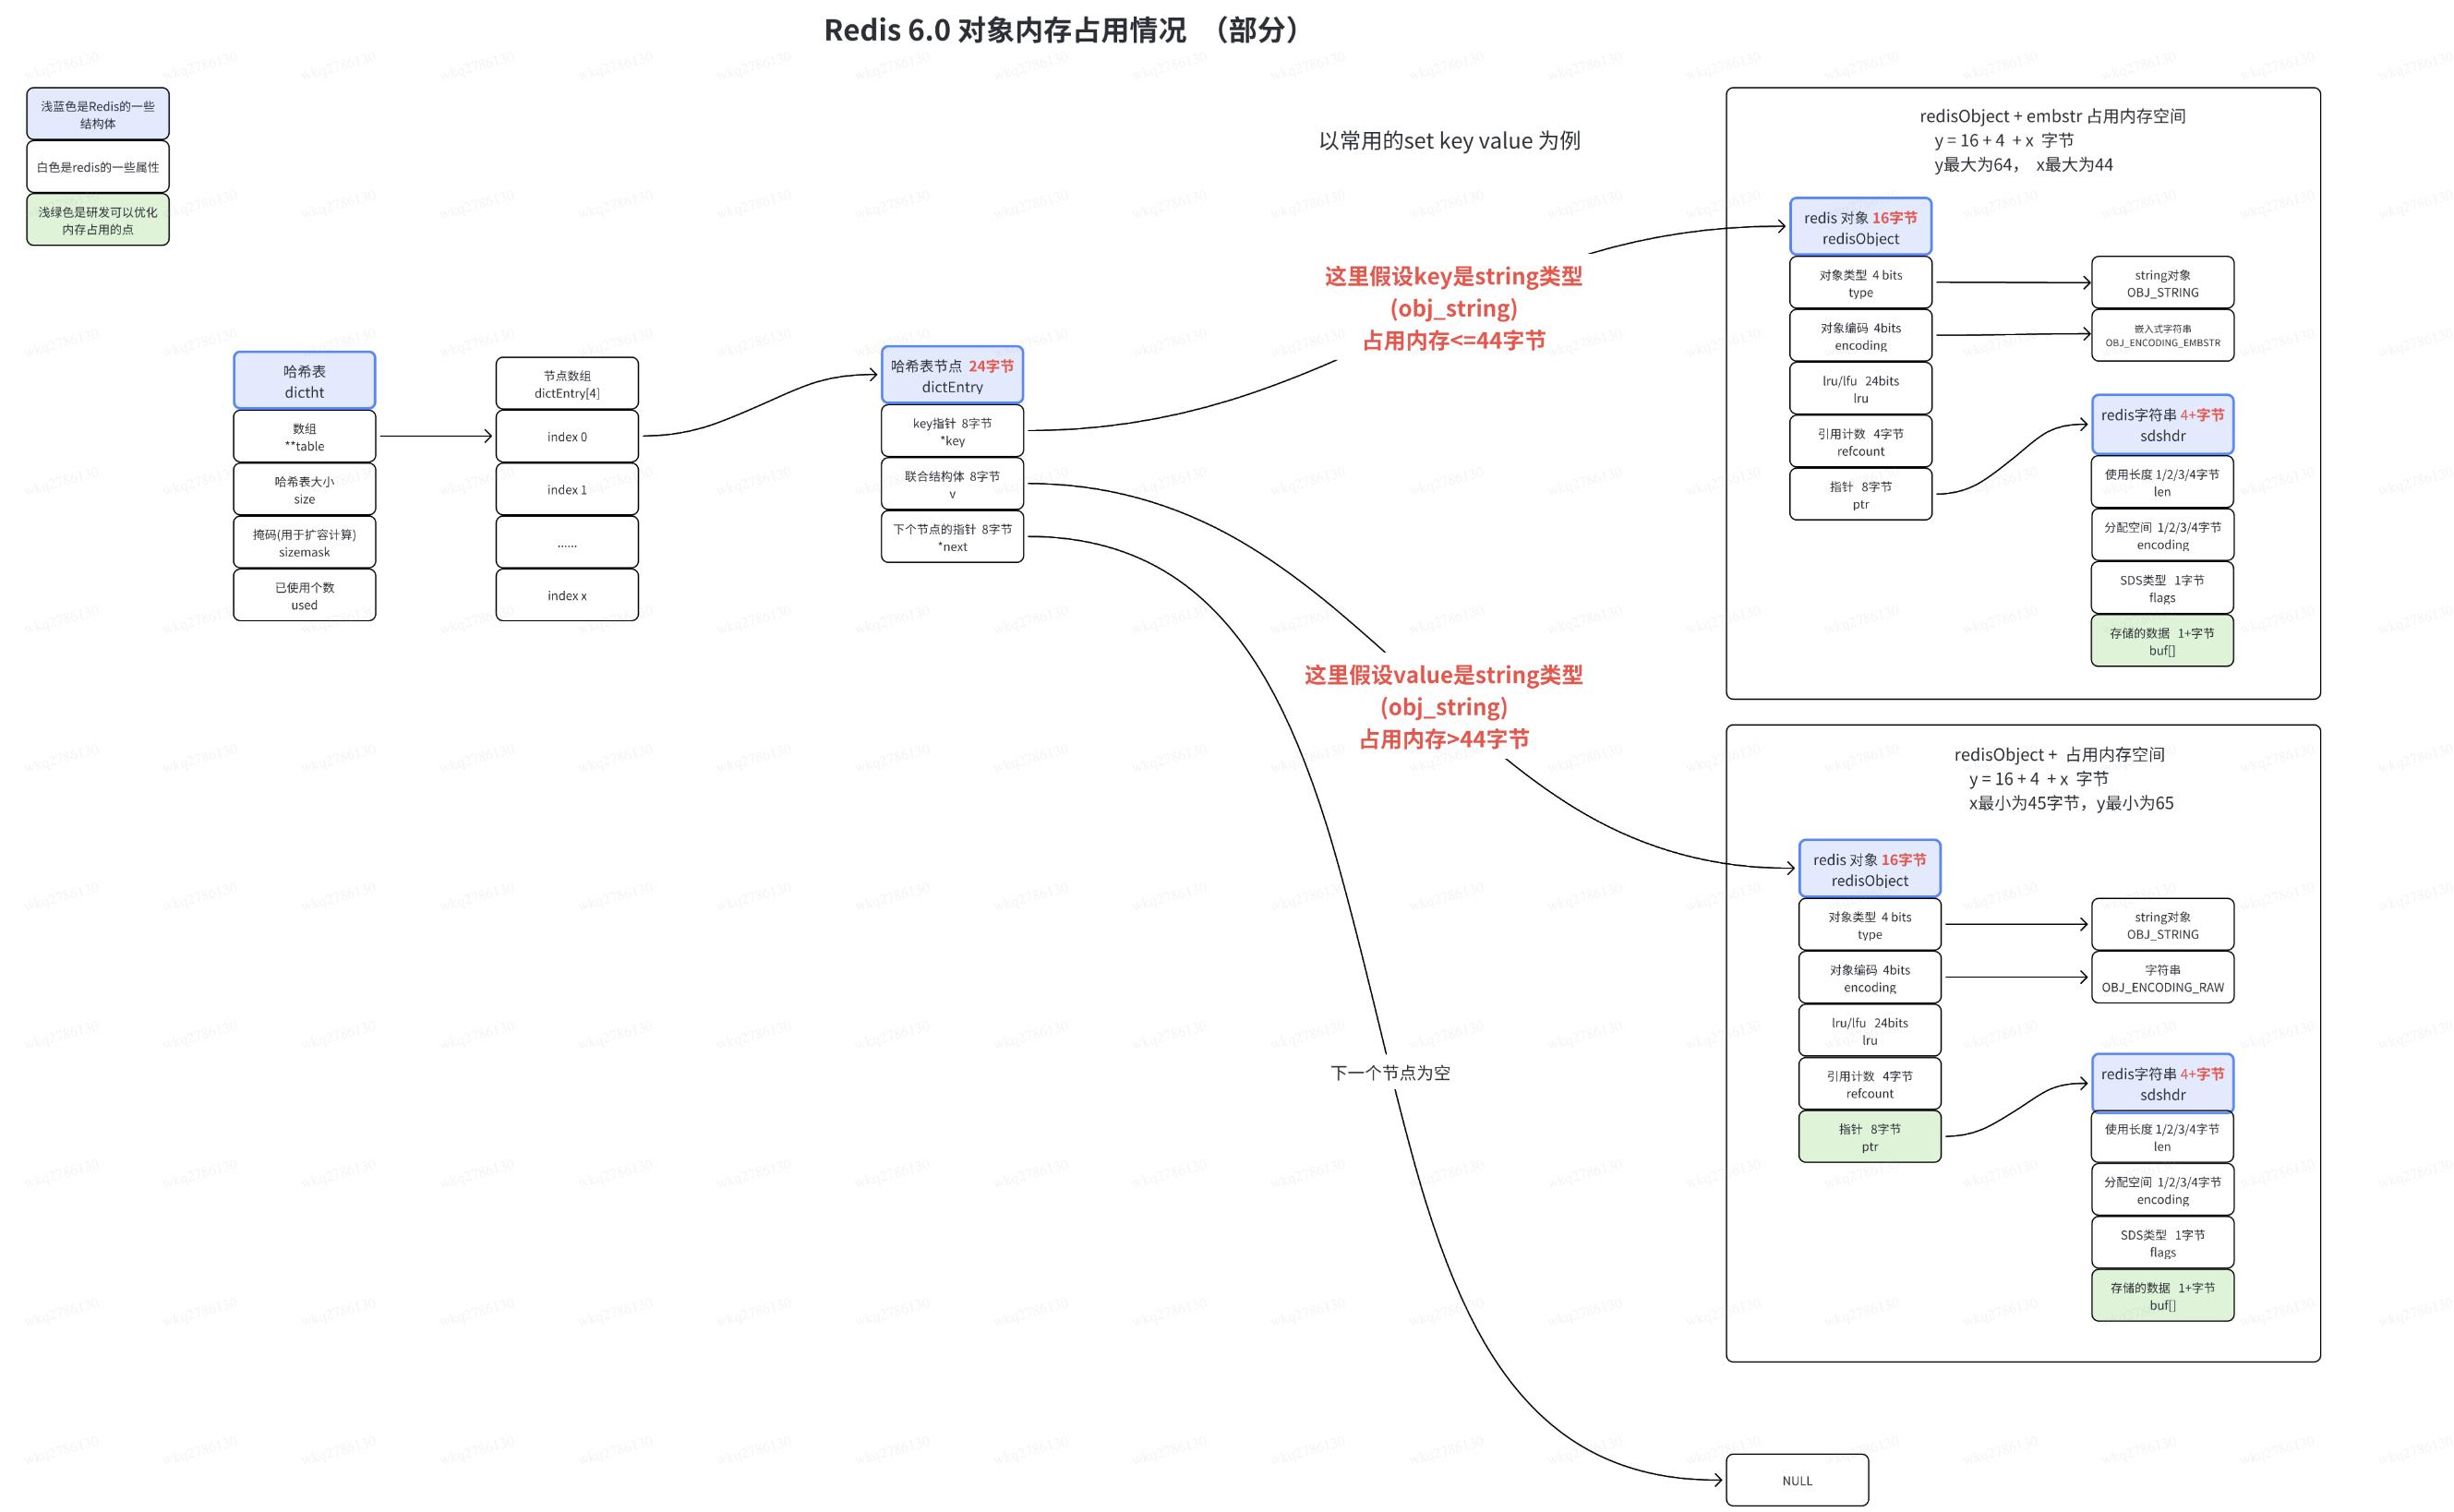 Redis 6.0 对象内存占用情况 （部分）
浅蓝色是Redis的一些
结构体
白色是redis的一些属性
浅绿色是研发可以优化
内存占用的点
以常用的set key value 为例
哈希表
dictht
数组
**table
哈希表大小
size
掩码(用于扩容计算)
sizemask
已使用个数
used
节点数组
dictEntry[4]
index 0
index 1
......
index x
哈希表节点 24字节
dictEntry
key指针 8字节
*key
联合结构体 8字节
v
下个节点的指针 8字节
*next
这里假设key是string类型
(obj_string)
占用内存<=44字节
这里假设value是string类型
(obj_string)
占用内存>44字节
下一个节点为空
redisObject + embstr 占用内存空间
y = 16 + 4 + x 字节
y最大为64， x最大为44
redis 对象 16字节
redisObject
对象类型 4 bits
type
对象编码 4bits
encoding
lru/lfu 24bits
lru
引用计数 4字节
refcount
指针 8字节
ptr
string对象
OBJ_STRING
嵌入式字符串
OBJ_ENCODING_EMBSTR
redis字符串 4+字节
sdshdr
使用长度 1/2/3/4字节
len
分配空间 1/2/3/4字节
encoding
SDS类型 1字节
flags
存储的数据 1+字节
buf[]
redisObject + 占用内存空间
y = 16 + 4 + x 字节
x最小为45字节，y最小为65
redis 对象 16字节
redisObject
对象类型 4 bits
type
对象编码 4bits
encoding
lru/lfu 24bits
lru
引用计数 4字节
refcount
指针 8字节
ptr
string对象
OBJ_STRING
字符串
OBJ_ENCODING_RAW
redis字符串 4+字节
sdshdr
使用长度 1/2/3/4字节
len
分配空间 1/2/3/4字节
encoding
SDS类型 1字节
flags
存储的数据 1+字节
buf[]
NULL
wkq2786130